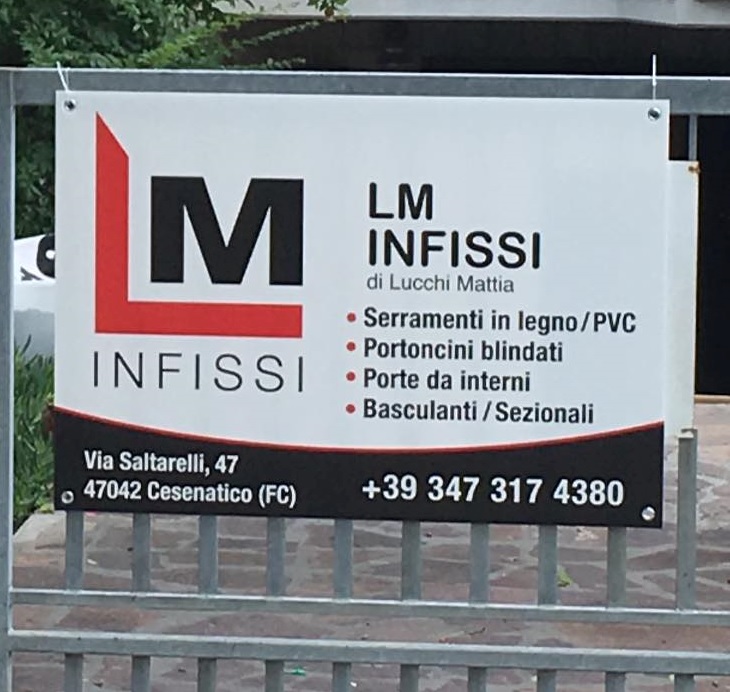 LM
INFISSI
LM
INFISSI
di Lucchi Mattia
• Serramenti in legno/PVC
• Portoncini blindati
• Porte da interni
• Basculanti/Sezionali
Via Saltarelli, 47
47042 Cesenatico (FC)
+39 347 317 4380